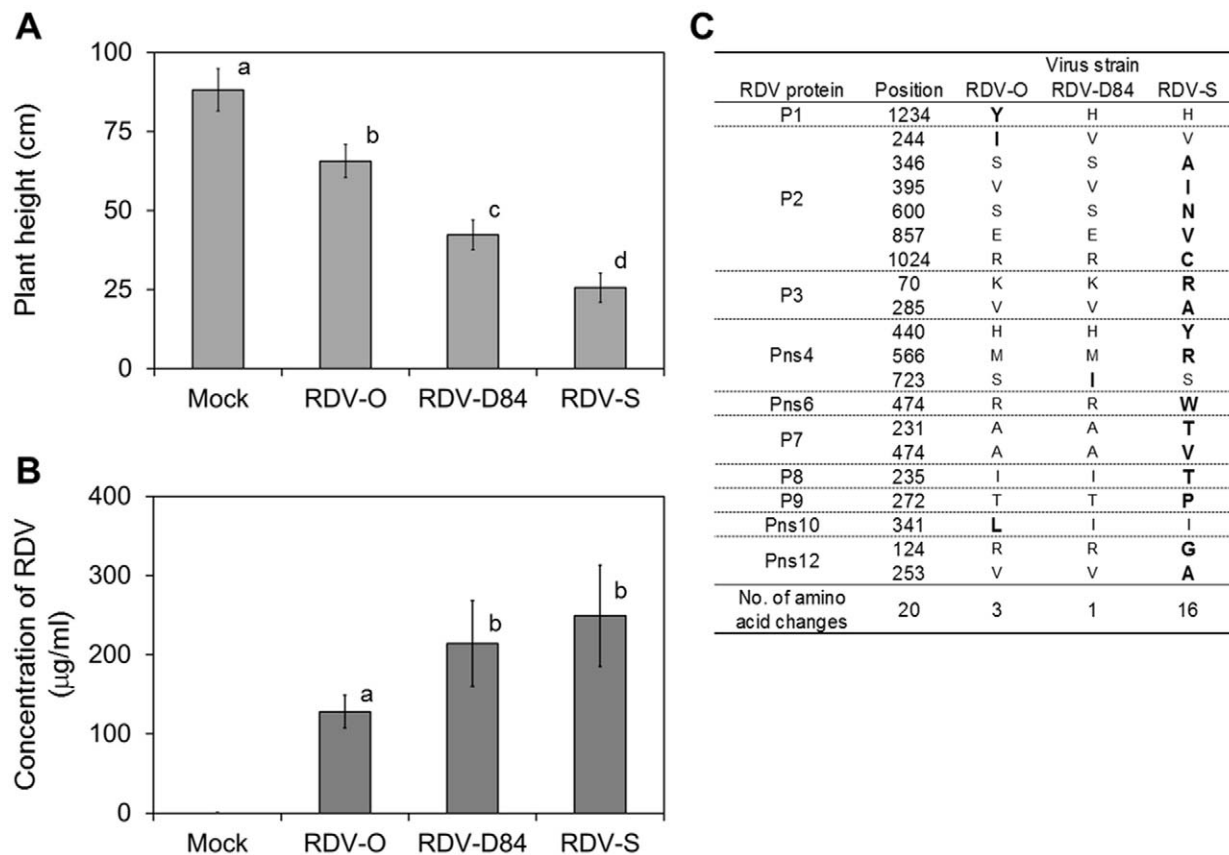 A
Plant height (cm)
100
75
50
25
0
a
b
c
d
Mock RDV-O RDV-D84 RDV-S
B
Concentration of RDV
(µg/ml)
400
300
200
100
0
a
b
b
Mock RDV-O RDV-D84 RDV-S
C
Virus strain
RDV protein Position RDV-O RDV-D84 RDV-S
P1 1234 Y H H
244 I V V
346 S S A
395 V V I
P2
600 S S N
857 E E V
1024 R R C
70 K K R
P3
285 V V A
440 H H Y
Pns4 566 M M R
723 S I S
Pns6 474 R R W
231 A A T
P7
474 A A V
P8 235 I I T
P9 272 T T P
Pns10 341 L I I
124 R R G
Pns12
253 V V A
No. of amino
acid changes 20 3 1 16